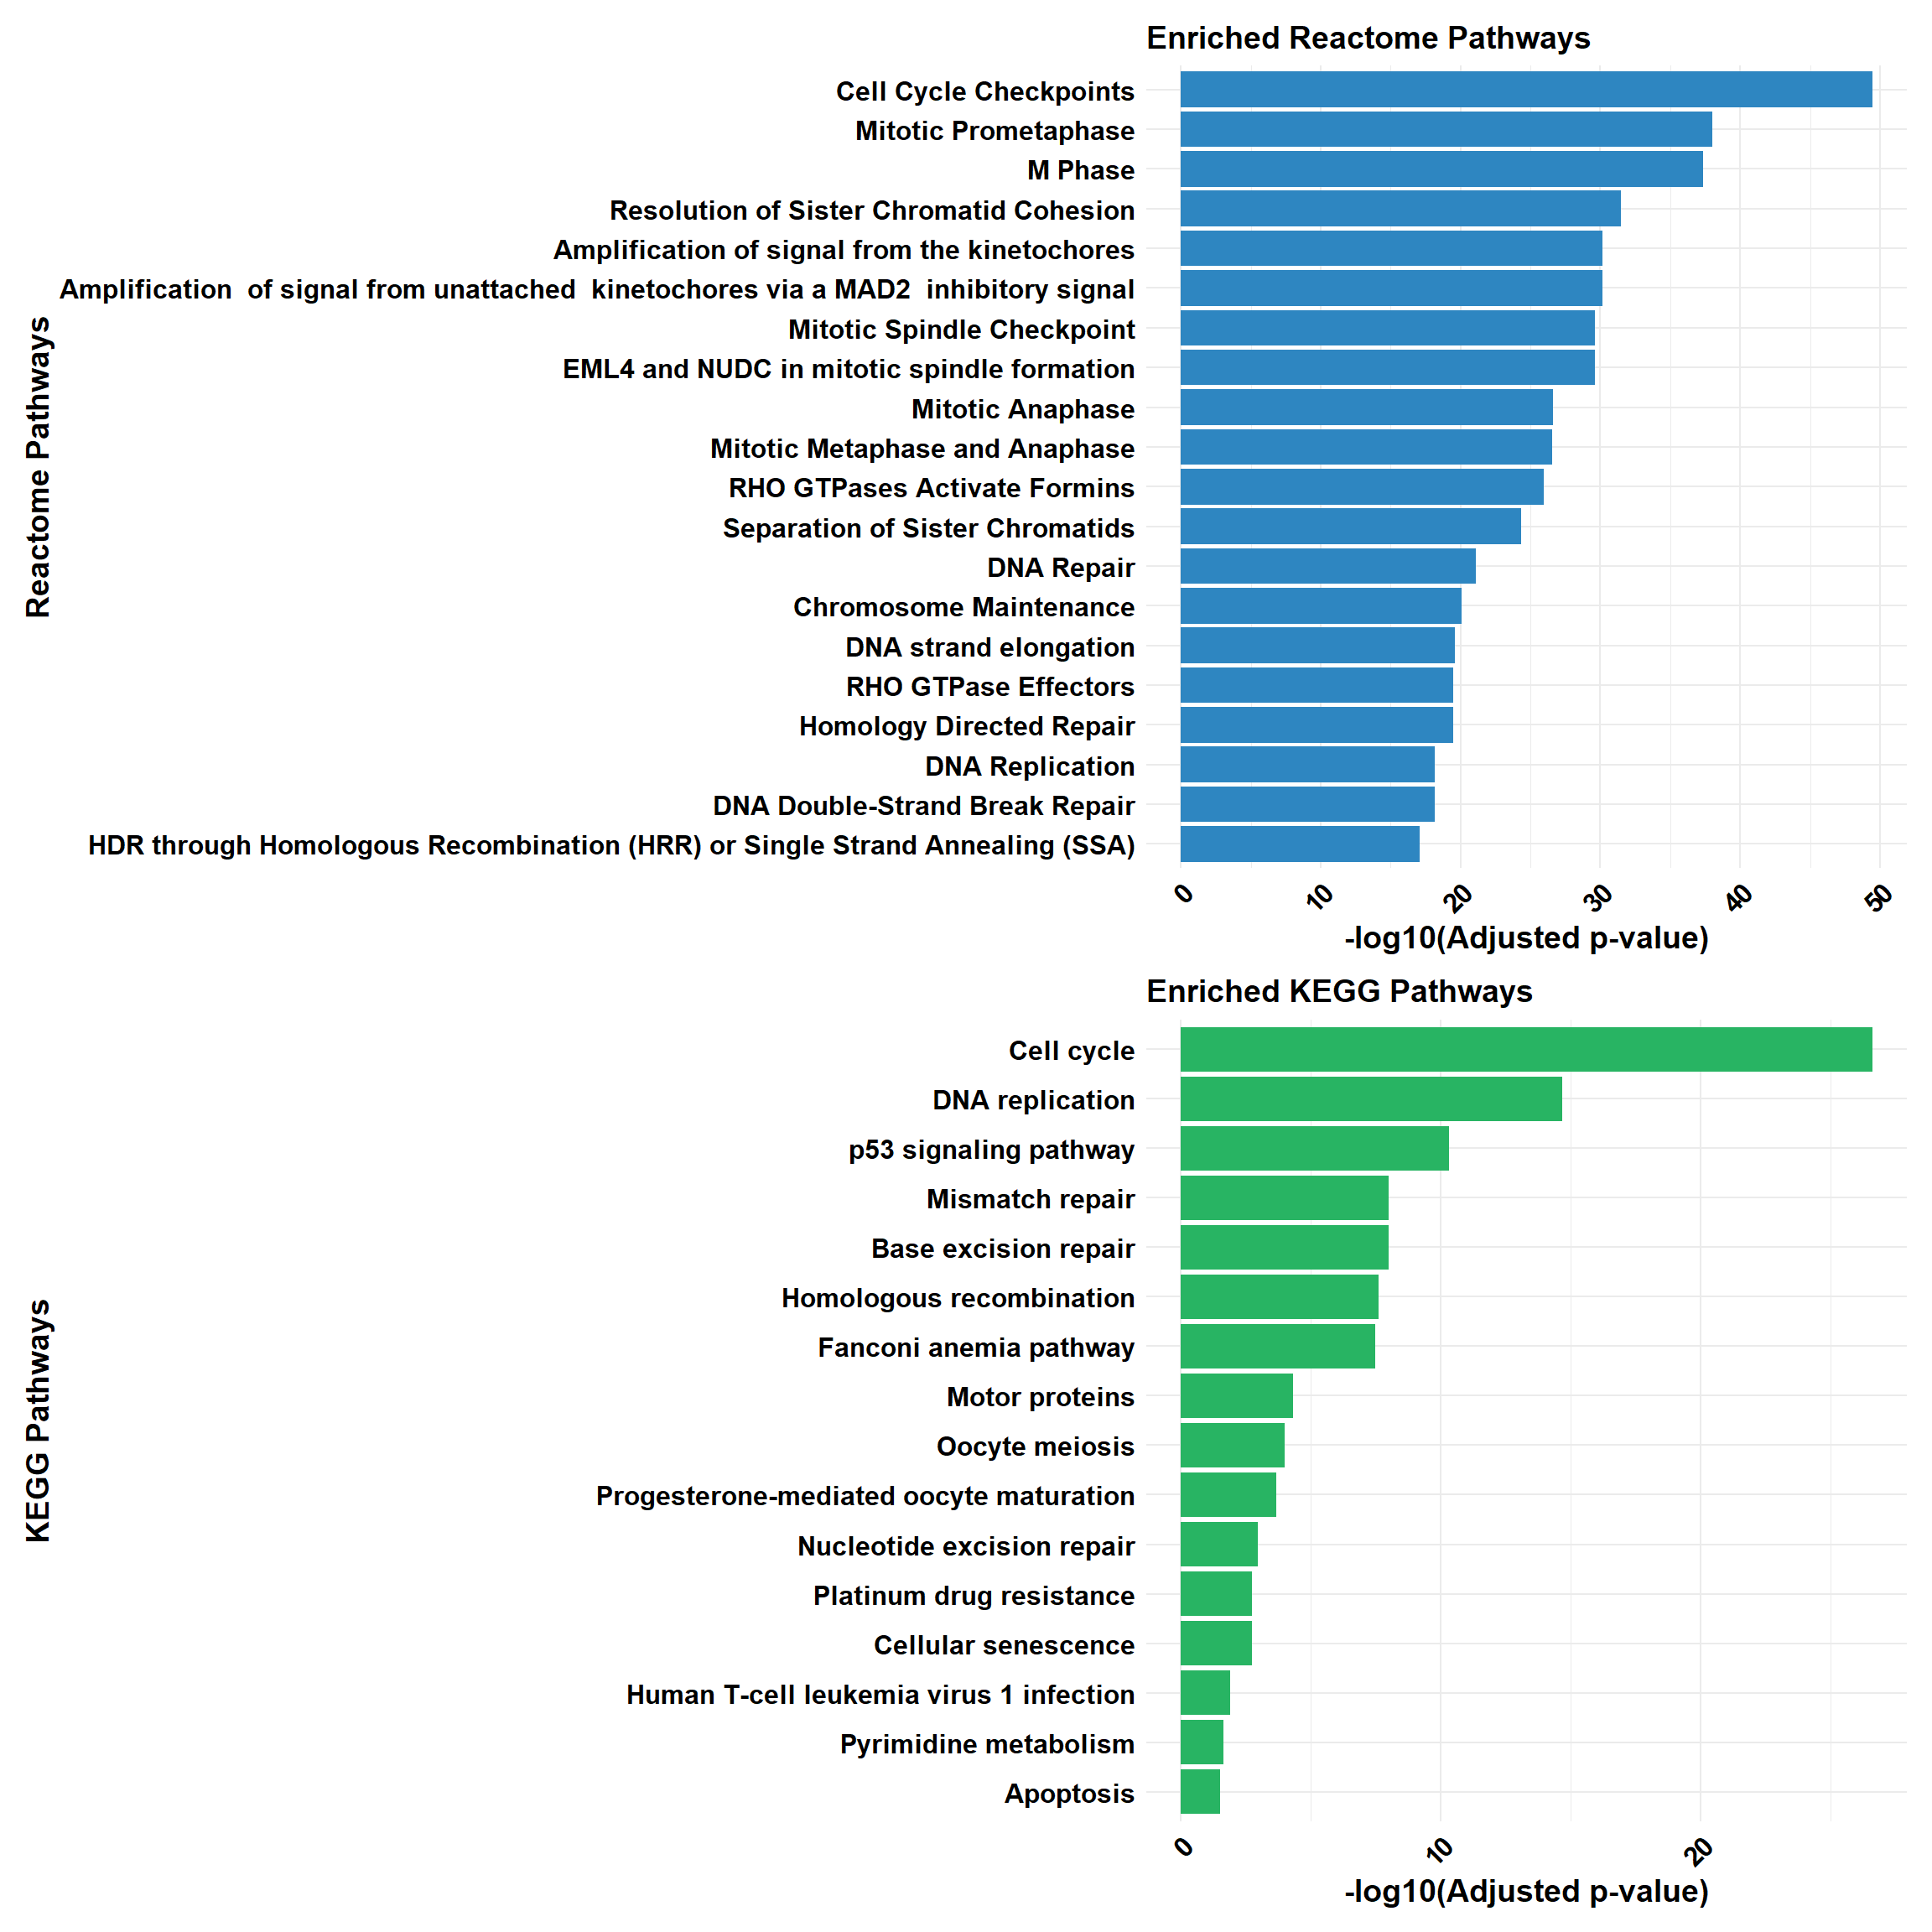 Enriched Reactome Pathways
Reactome Pathways
Cell Cycle Checkpoints
Mitotic Prometaphase
M Phase
Resolution of Sister Chromatid Cohesion
Amplification of signal from the kinetochores
Amplification  of signal from unattached  kinetochores via a MAD2  inhibitory signal
Mitotic Spindle Checkpoint
EML4 and NUDC in mitotic spindle formation
Mitotic Anaphase
Mitotic Metaphase and Anaphase
RHO GTPases Activate Formins
Separation of Sister Chromatids
DNA Repair
Chromosome Maintenance
DNA strand elongation
RHO GTPase Effectors
Homology Directed Repair
DNA Replication
DNA Double-Strand Break Repair
HDR through Homologous Recombination (HRR) or Single Strand Annealing (SSA)
0 10 20 30 40 50
-log10(Adjusted p-value)
Enriched KEGG Pathways
KEGG Pathways
Cell cycle
DNA replication
p53 signaling pathway
Mismatch repair
Base excision repair
Homologous recombination
Fanconi anemia pathway
Motor proteins
Oocyte meiosis
Progesterone-mediated oocyte maturation
Nucleotide excision repair
Platinum drug resistance
Cellular senescence
Human T-cell leukemia virus 1 infection
Pyrimidine metabolism
Apoptosis
0 10 20
-log10(Adjusted p-value)